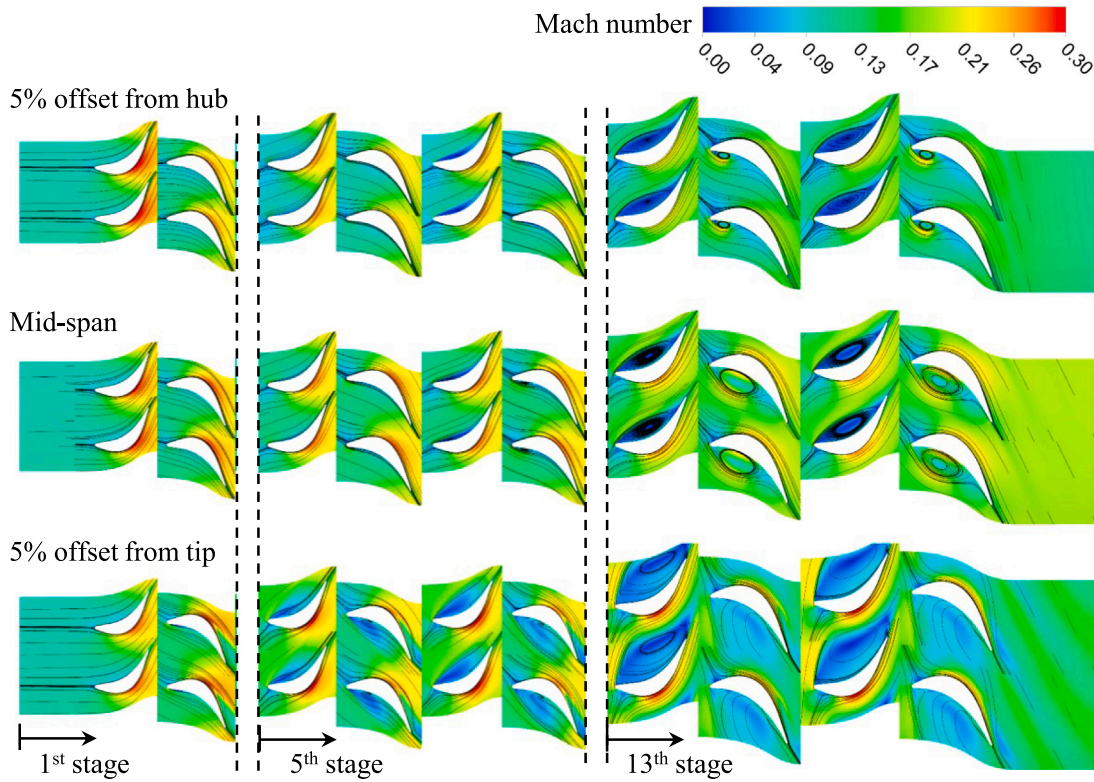 Mach number
0.00 0.04 0.09 0.13 0.17 0.21 0.26 0.30
5% offset from hub
Mid-span
5% offset from tip
1st stage 5th stage 13th stage